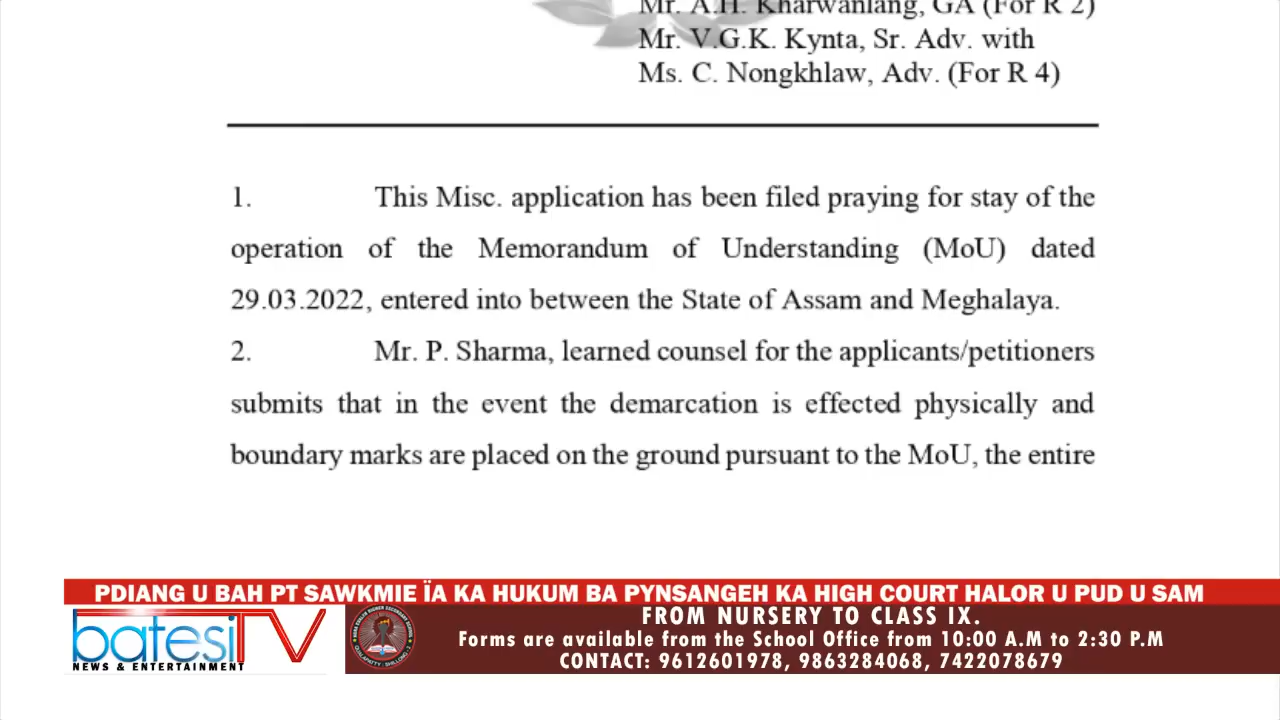 Mr. A.H. Kharwanlang, GA (For R 2)
Mr. V.G.K. Kynta, Sr. Adv. with
Ms. C. Nongkhlaw, Adv. (For R 4)
1. This Misc. application has been filed praying for stay of the
operation of the Memorandum of Understanding (MoU) dated
29.03.2022, entered into between the State of Assam and Meghalaya.
2. Mr. P. Sharma, learned counsel for the applicants/petitioners
submits that in the event the demarcation is effected physically and
boundary marks are placed on the ground pursuant to the MoU, the entire
PDIANG U BAH PT SAWKMIE ÏA KA HUKUM BA PYNSANGEH KA HIGH COURT HALOR U PUD U SAM
batesi TV
NEWS & ENTERTAINMENT
FROM NURSERY TO CLASS IX.
Forms are available from the School Office from 10:00 A.M to 2:30 P.M
CONTACT: 9612601978, 9863284068, 7422078679